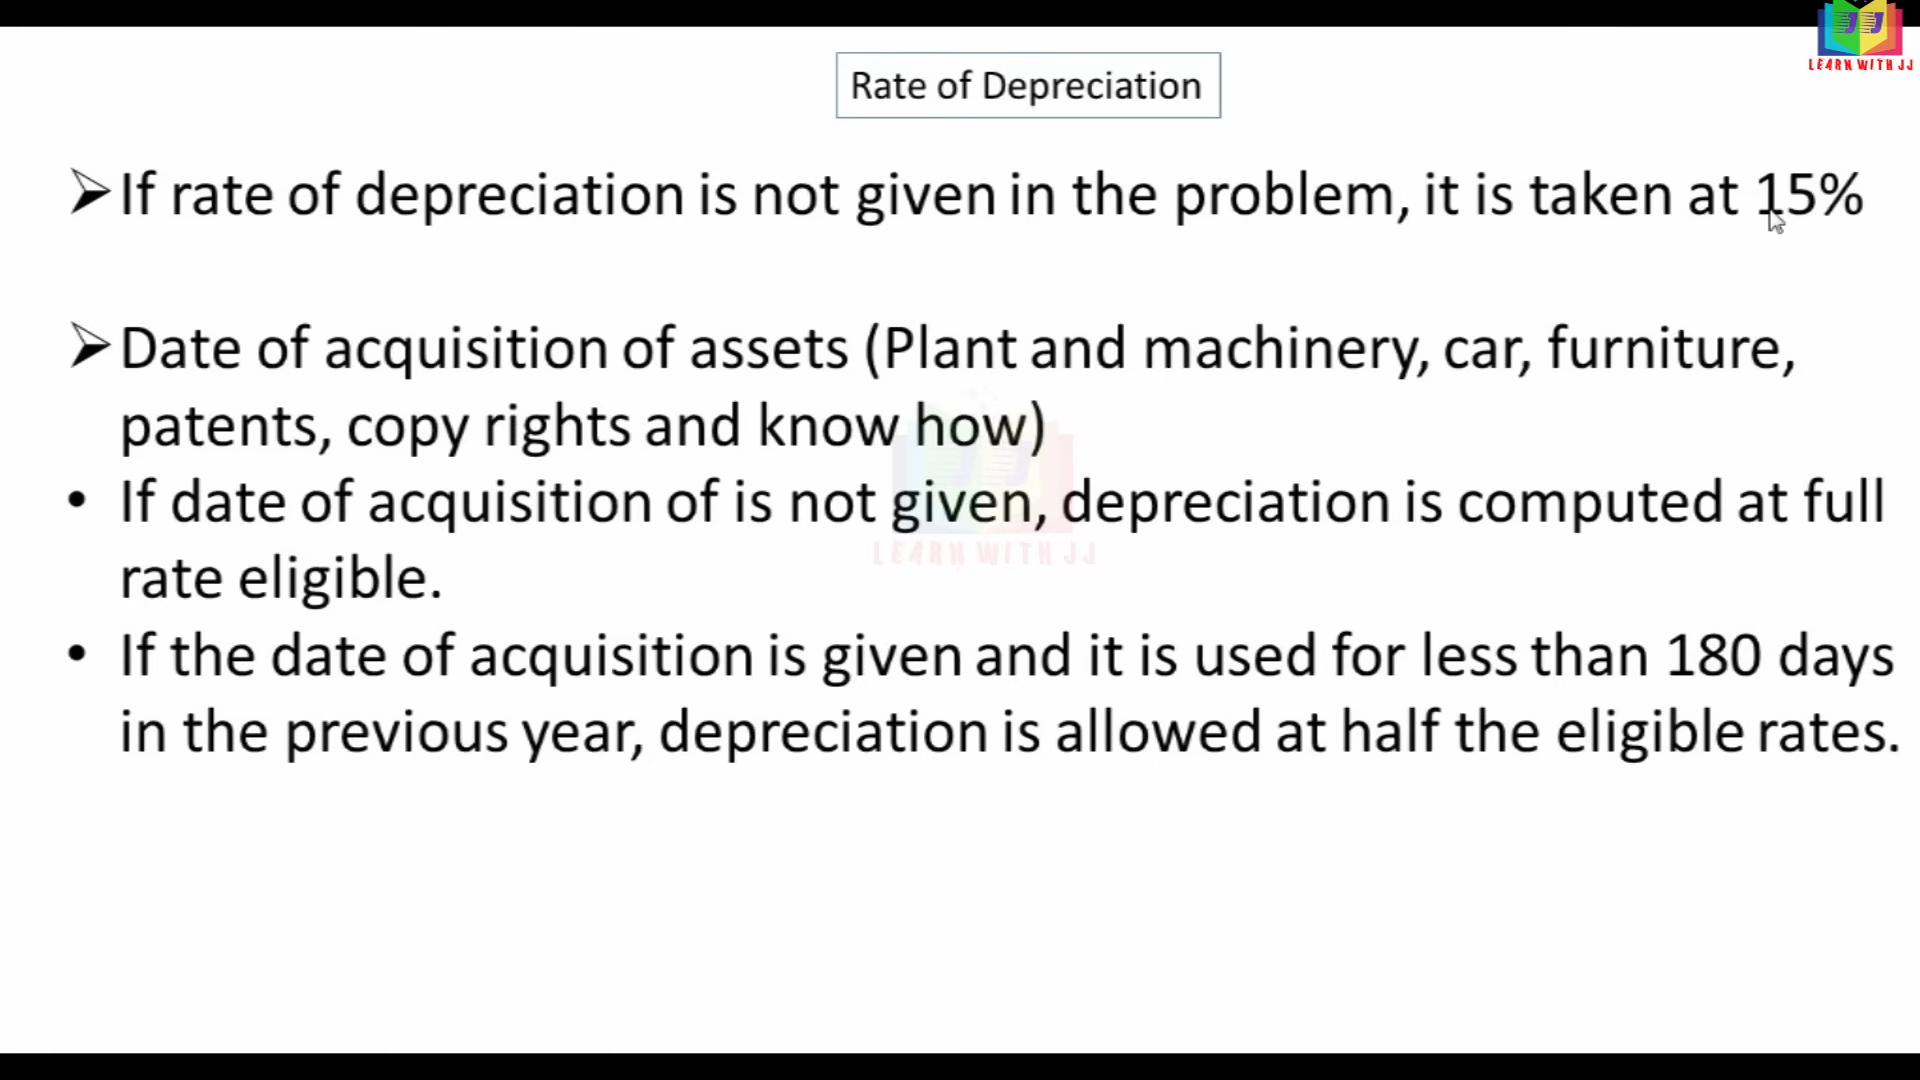 LEARN WITH JJ
Rate of Depreciation
➢If rate of depreciation is not given in the problem, it is taken at 15%
➢Date of acquisition of assets (Plant and machinery, car, furniture,
patents, copy rights and know how)
• If date of acquisition of is not given, depreciation is computed at full
rate eligible.
LEARN WITH JJ
• If the date of acquisition is given and it is used for less than 180 days
in the previous year, depreciation is allowed at half the eligible rates.